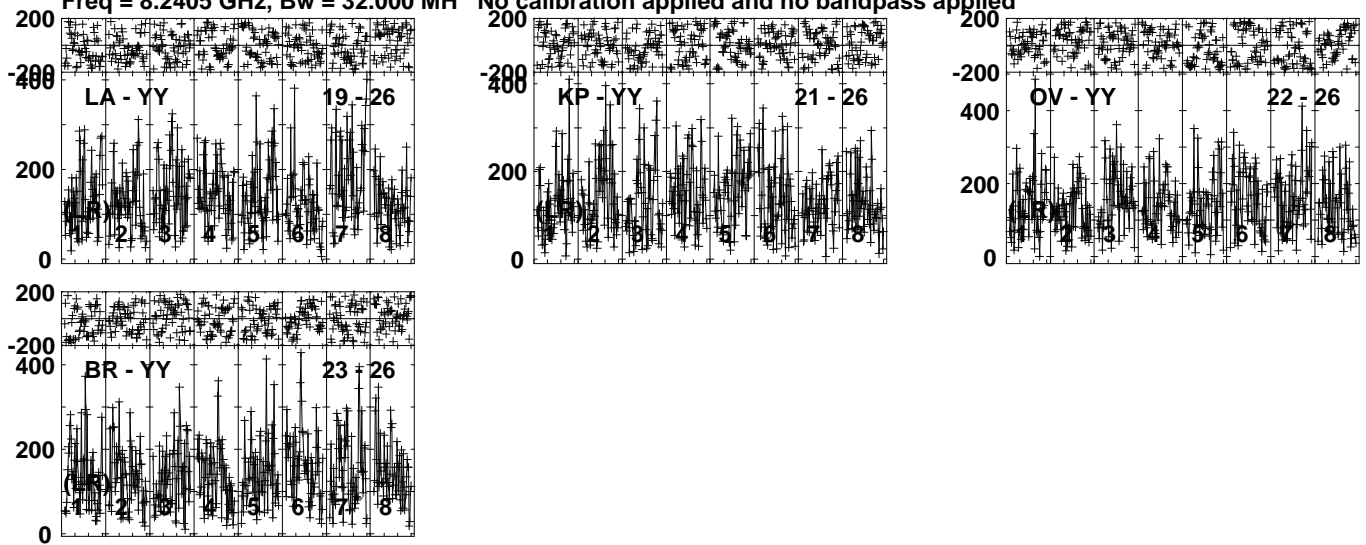 Freq = 8.2405 GHz, Bw = 32.000 MH No calibration applied and no bandpass applied
200
-200
400
LA - YY 19 - 26
200
(LR)
1 2 3 4 5 6 7 8
0
200
-200
400
KP - YY 21 - 26
200
(LR)
1 2 3 4 5 6 7 8
0
200
-200
400
OV - YY 22 - 26
200
(LR)
1 2 3 4 5 6 7 8
0
200
-200
400
BR - YY 23 - 26
200
(LR)
1 2 3 4 5 6 7 8
0